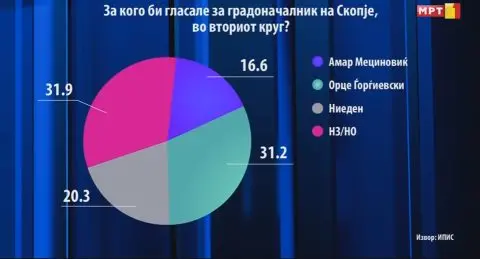 За кого би гласале за градоначалник на Скопје,
во вториот круг?
МРТ 1
16.6
31.9
31.2
20.3
Амар Мециновиќ
Орце Ѓорѓиевски
Ниеден
НЗ/НО
Извор: ИПИС